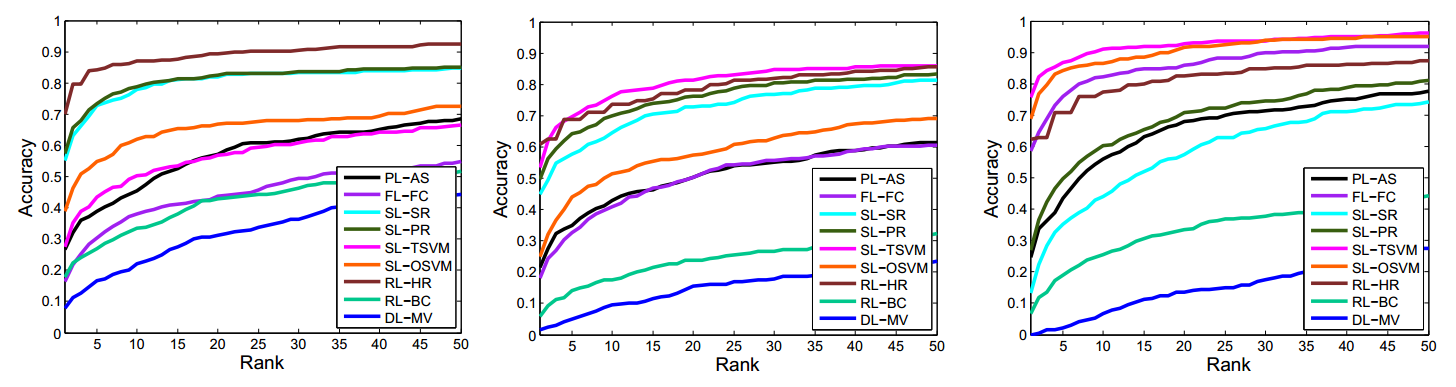 1
0.9
0.8
0.7
0.6
0.5
0.4
0.3
0.2
0.1
0
Accuracy
5 10 15 20 25 30 35 40 45 50
Rank
PL-AS
FL-FC
SL-SR
SL-PR
SL-TSVM
SL-OSVM
RL-HR
RL-BC
DL-MV
1
0.9
0.8
0.7
0.6
0.5
0.4
0.3
0.2
0.1
0
Accuracy
5 10 15 20 25 30 35 40 45 50
Rank
PL-AS
FL-FC
SL-SR
SL-PR
SL-TSVM
SL-OSVM
RL-HR
RL-BC
DL-MV
1
0.9
0.8
0.7
0.6
0.5
0.4
0.3
0.2
0.1
0
Accuracy
5 10 15 20 25 30 35 40 45 50
Rank
PL-AS
FL-FC
SL-SR
SL-PR
SL-TSVM
SL-OSVM
RL-HR
RL-BC
DL-MV